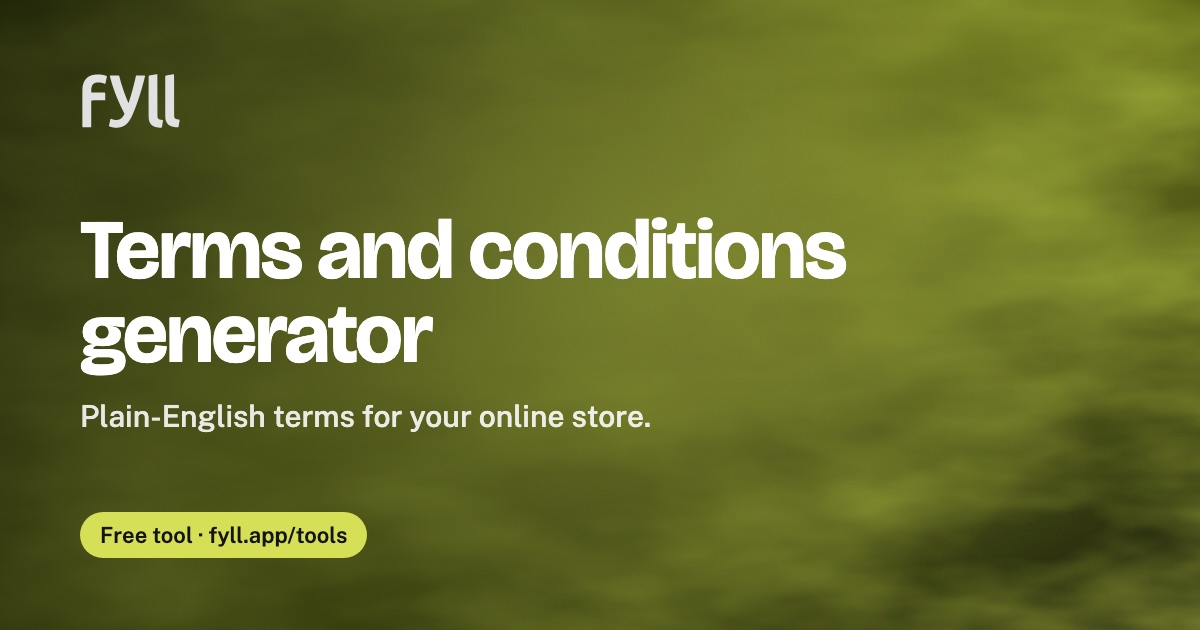 fyll
Terms and conditions
generator
Plain-English terms for your online store.
Free tool · fyll.app/tools